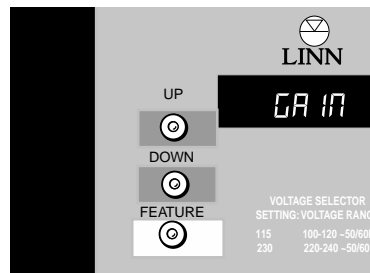 LINN
UP
GAIN
DOWN
FEATURE
VOLTAGE SELECTOR
SETTING: VOLTAGE RANG
115 100-120 ~50/60
230 220-240 ~50/60